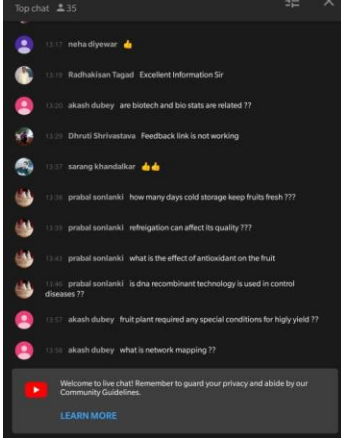 Top chat 35
13:17 neha diyewar 👍
13:19 Radhakisan Tagad Excellent Information Sir
13:20 akash dubey are biotech and bio stats are related ??
13:29 Dhruti Shrivastava Feedback link is not working
13:37 sarang khandalkar 👍👍
13:38 prabal sonlanki how many days cold storage keep fruits fresh ???
13:39 prabal sonlanki refreigation can affect its quality ???
13:43 prabal sonlanki what is the effect of antioxidant on the fruit
13:46 prabal sonlanki is dna recombinant technology is used in control
diseases ??
13:57 akash dubey fruit plant required any special conditions for higly yield ??
13:58 akash dubey what is network mapping ??
Welcome to live chat! Remember to guard your privacy and abide by our
Community Guidelines.
LEARN MORE